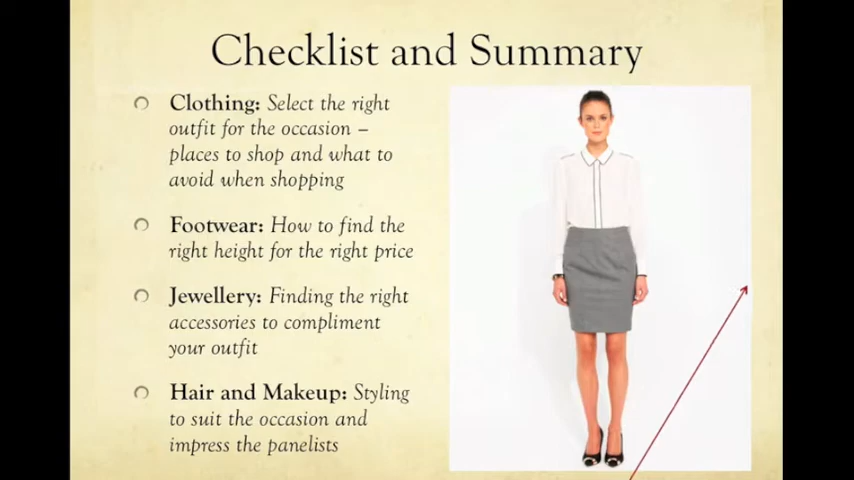 Checklist and Summary
Clothing: Select the right
outfit for the occasion –
places to shop and what to
avoid when shopping
Footwear: How to find the
right height for the right price
Jewellery: Finding the right
accessories to compliment
your outfit
Hair and Makeup: Styling
to suit the occasion and
impress the panelists